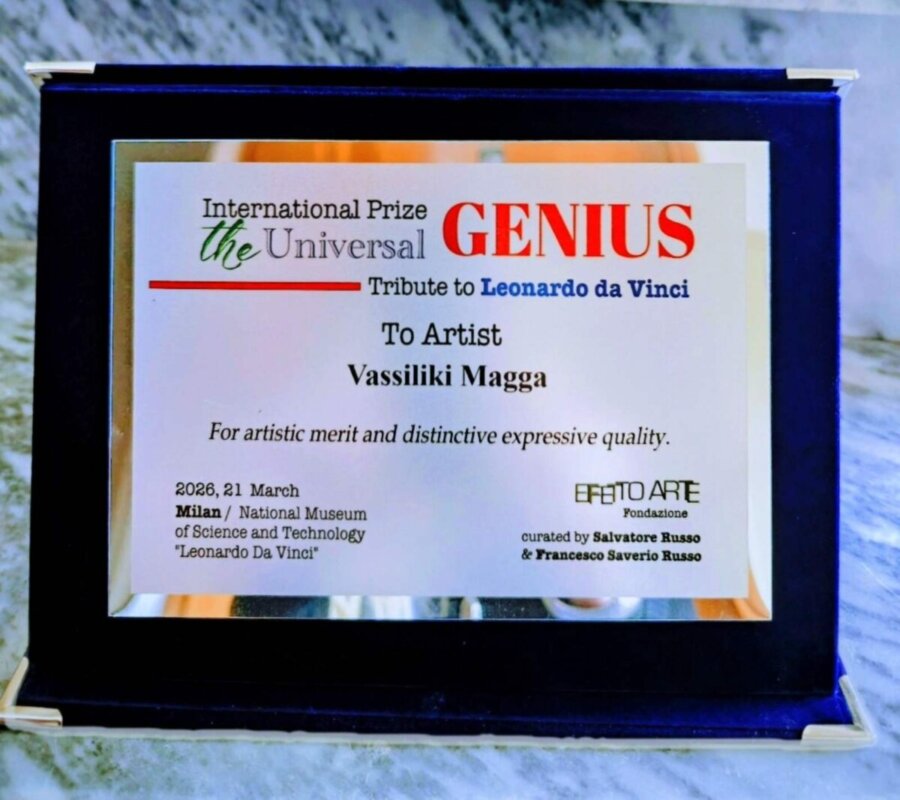 International Prize
the Universal GENIUS
Tribute to Leonardo da Vinci
To Artist
Vassiliki Magga
For artistic merit and distinctive expressive quality.
2026, 21 March
Milan / National Museum
of Science and Technology
"Leonardo Da Vinci"
EFFETTO ARTE
Fondazione
curated by Salvatore Russo
& Francesco Saverio Russo